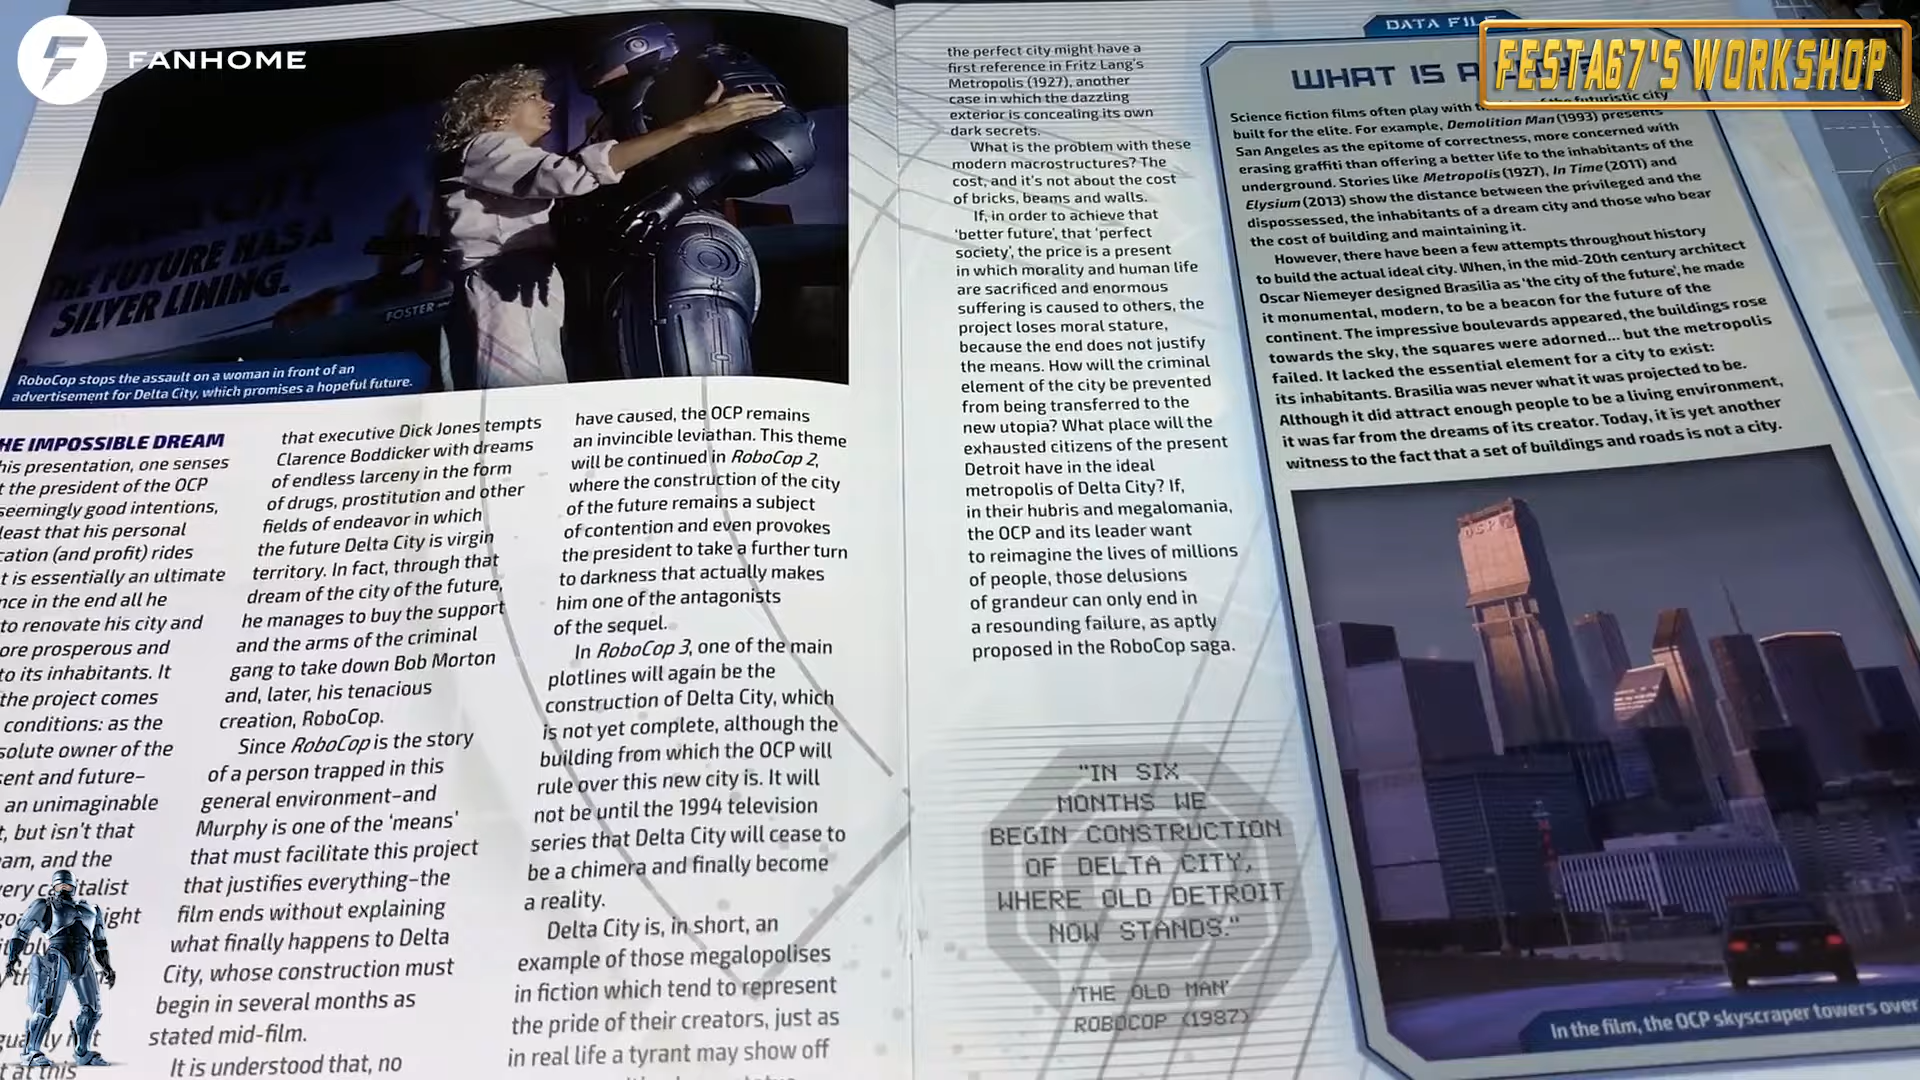 FANHOME
THE FUTURE HAS A
SILVER LINING.
FOSTER
RoboCop stops the assault on a woman in front of an
advertisement for Delta City, which promises a hopeful future.
HE IMPOSSIBLE DREAM
his presentation, one senses
t the president of the OCP
seemingly good intentions,
least that his personal
cation (and profit) rides
t is essentially an ultimate
nce in the end all he
to renovate his city and
ore prosperous and
to its inhabitants. It
the project comes
conditions: as the
solute owner of the
sent and future–
an unimaginable
t, but isn't that
eam, and the
very capitalist
that executive Dick Jones tempts
Clarence Boddicker with dreams
of endless larceny in the form
of drugs, prostitution and other
fields of endeavor in which
the future Delta City is virgin
territory. In fact, through that
dream of the city of the future,
he manages to buy the support
and the arms of the criminal
gang to take down Bob Morton
and, later, his tenacious
creation, RoboCop.
Since RoboCop is the story
of a person trapped in this
general environment–and
Murphy is one of the 'means'
that must facilitate this project
that justifies everything–the
film ends without explaining
what finally happens to Delta
City, whose construction must
begin in several months as
stated mid-film.
It is understood that, no
have caused, the OCP remains
an invincible leviathan. This theme
will be continued in RoboCop 2,
where the construction of the city
of the future remains a subject
of contention and even provokes
the president to take a further turn
to darkness that actually makes
him one of the antagonists
of the sequel.
In RoboCop 3, one of the main
plotlines will again be the
construction of Delta City, which
is not yet complete, although the
building from which the OCP will
rule over this new city is. It will
not be until the 1994 television
series that Delta City will cease to
be a chimera and finally become
a reality.
Delta City is, in short, an
example of those megalopolises
in fiction which tend to represent
the pride of their creators, just as
in real life a tyrant may show off
the perfect city might have a
first reference in Fritz Lang's
Metropolis (1927), another
case in which the dazzling
exterior is concealing its own
dark secrets.
What is the problem with these
modern macrostructures? The
cost, and it's not about the cost
of bricks, beams and walls.
If, in order to achieve that
'better future', that 'perfect
society', the price is a present
in which morality and human life
are sacrificed and enormous
suffering is caused to others, the
project loses moral stature,
because the end does not justify
the means. How will the criminal
element of the city be prevented
from being transferred to the
new utopia? What place will the
exhausted citizens of the present
Detroit have in the ideal
metropolis of Delta City? If,
in their hubris and megalomania,
the OCP and its leader want
to reimagine the lives of millions
of people, those delusions
of grandeur can only end in
a resounding failure, as aptly
proposed in the RoboCop saga.
"IN SIX
MONTHS WE
BEGIN CONSTRUCTION
OF DELTA CITY,
WHERE OLD DETROIT
NOW STANDS."
'THE OLD MAN'
ROBOCOP (1987)
DATA FILE
FESTA67'S WORKSHOP
WHAT IS A
Science fiction films often play with the of the futuristic city
built for the elite. For example, Demolition Man (1993) presents
San Angeles as the epitome of correctness, more concerned with
erasing graffiti than offering a better life to the inhabitants of the
underground. Stories like Metropolis (1927), In Time (2011) and
Elysium (2013) show the distance between the privileged and the
dispossessed, the inhabitants of a dream city and those who bear
the cost of building and maintaining it.
However, there have been a few attempts throughout history
to build the actual ideal city. When, in the mid-20th century architect
Oscar Niemeyer designed Brasilia as 'the city of the future', he made
it monumental, modern, to be a beacon for the future of the
continent. The impressive boulevards appeared, the buildings rose
towards the sky, the squares were adorned... but the metropolis
failed. It lacked the essential element for a city to exist:
its inhabitants. Brasilia was never what it was projected to be.
Although it did attract enough people to be a living environment,
it was far from the dreams of its creator. Today, it is yet another
witness to the fact that a set of buildings and roads is not a city.
OCP
In the film, the OCP skyscraper towers over